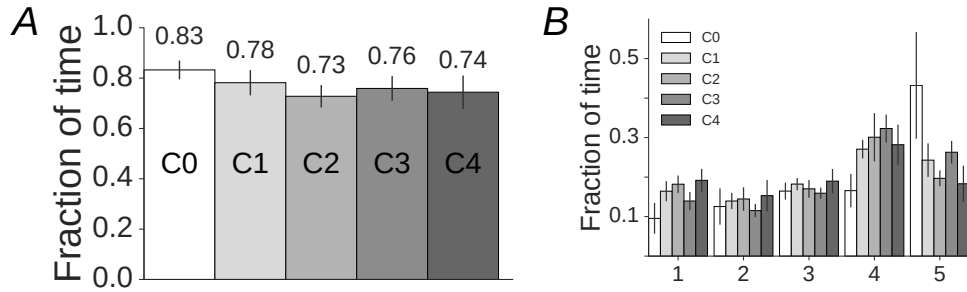 A
Fraction of time
1.0
0.8
0.6
0.4
0.2
0.0
0.83
0.78
0.73
0.76
0.74
C0
C1
C2
C3
C4
B
Fraction of time
0.5
0.3
0.1
C0
C1
C2
C3
C4
1 2 3 4 5